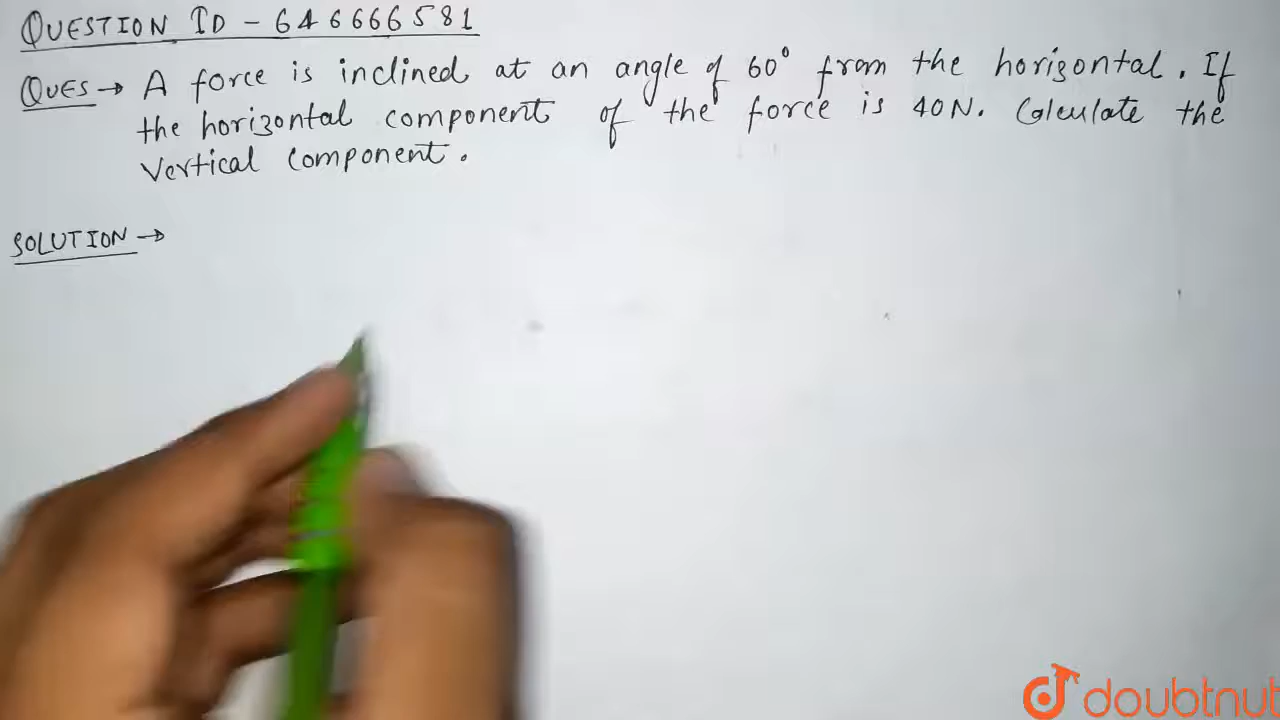 QUESTION ID - 646666581
QUES → A force is inclined at an angle of 60° from the horizontal. If
the horizontal component of the force is 40N. Calculate the
vertical component.
SOLUTION →
doubtnut